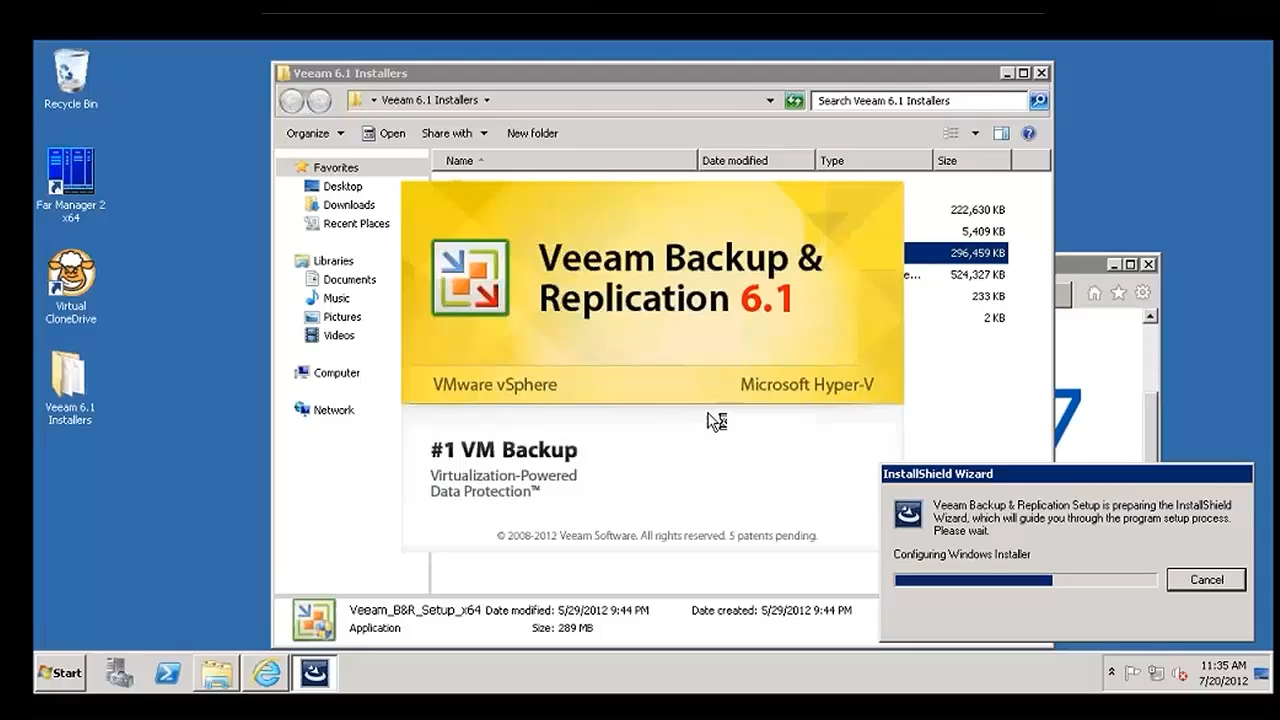 Recycle Bin
Far Manager 2
x64
Virtual
CloneDrive
Veeam 6.1
Installers
Veeam 6.1 Installers
Veeam 6.1 Installers
Search Veeam 6.1 Installers
Organize Open Share with New folder
Name Date modified Type Size
Favorites
Desktop
Downloads
Recent Places
Libraries
Documents
Music
Pictures
Videos
Computer
Network
222,630 KB
5,409 KB
296,459 KB
e... 524,327 KB
233 KB
2 KB
Veeam Backup &
Replication 6.1
VMware vSphere Microsoft Hyper-V
#1 VM Backup
Virtualization-Powered
Data Protection™
© 2008-2012 Veeam Software. All rights reserved. 5 patents pending.
7
InstallShield Wizard
Veeam Backup & Replication Setup is preparing the InstallShield
Wizard, which will guide you through the program setup process.
Please wait.
Configuring Windows Installer
Cancel
Veeam_B&R_Setup_x64 Date modified: 5/29/2012 9:44 PM Date created: 5/29/2012 9:44 PM
Application Size: 289 MB
Start
11:35 AM
7/20/2012